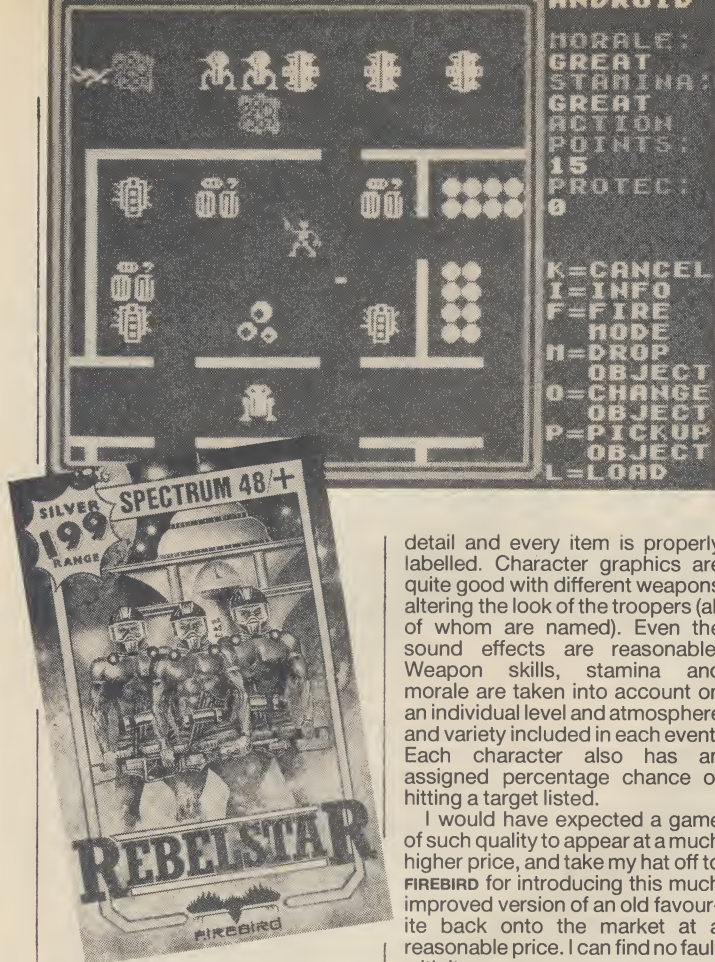 ANDROID
MORALE:
GREAT
STAMINA:
GREAT
ACTION
POINTS:
15
PROTEC:
0
K=CANCEL
I=INFO
F=FIRE
MODE
M=DROP
OBJECT
O=CHANGE
OBJECT
P=PICKUP
OBJECT
L=LOAD
SILVER
199
RANGE
SPECTRUM 48/+
REBELSTAR
FIREBIRD
detail and every item is properly
labelled. Character graphics are
quite good with different weapons
altering the look of the troopers (al
of whom are named). Even the
sound effects are reasonable
Weapon skills, stamina and
morale are taken into account on
an individual level and atmosphere
and variety included in each event
Each character also has an
assigned percentage chance o
hitting a target listed.
I would have expected a game
of such quality to appear at a much
higher price, and take my hat off to
FIREBIRD for introducing this much
improved version of an old favour-
ite back onto the market at a
reasonable price. I can find no faul